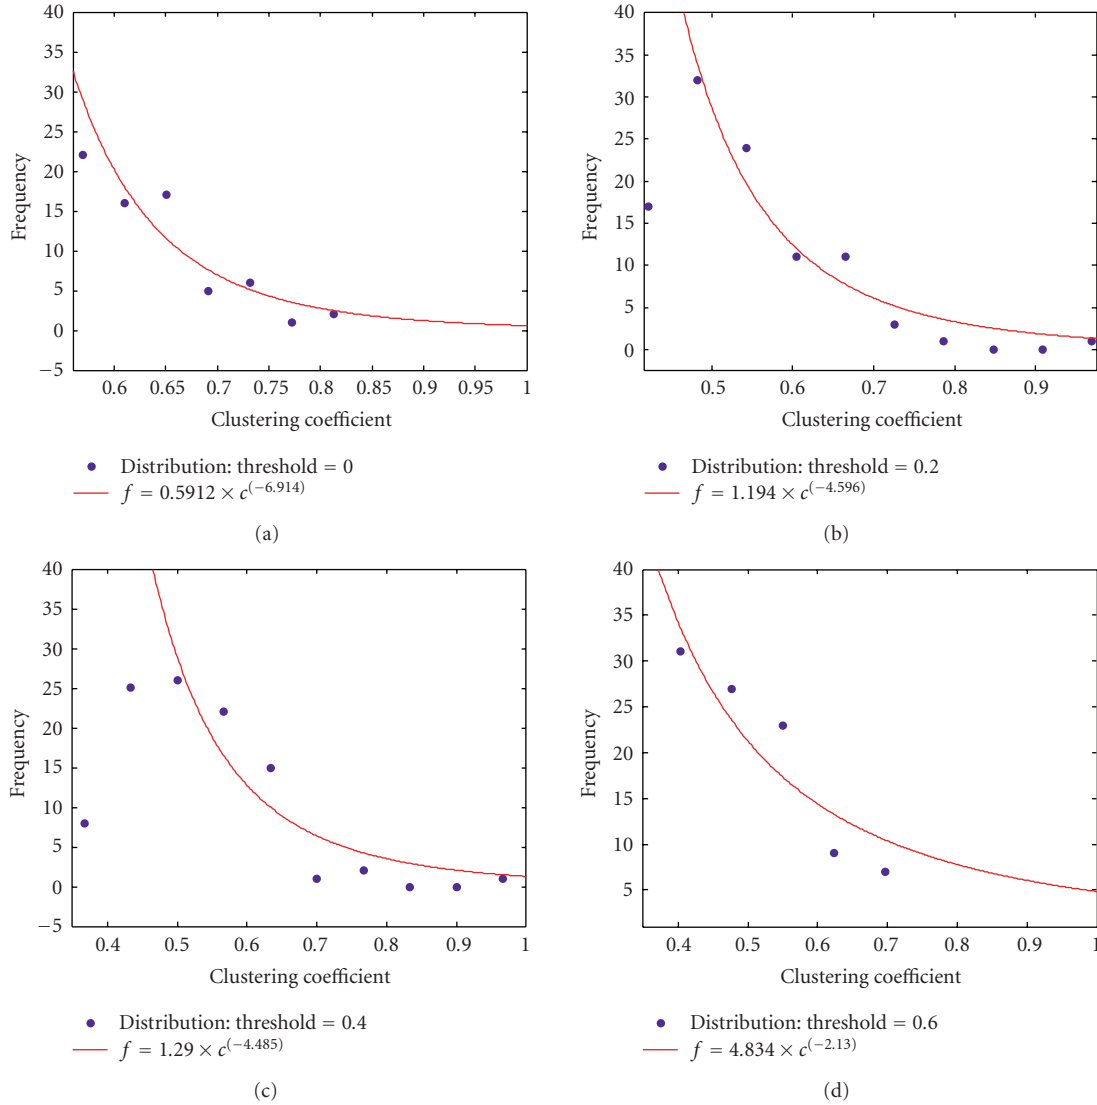 40
35
30
25
20
15
10
5
0
−5
Frequency
0.6 0.65 0.7 0.75 0.8 0.85 0.9 0.95 1
Clustering coefficient
Distribution: threshold = 0
f = 0.5912 × c^(−6.914)
(a)
40
35
30
25
20
15
10
5
0
Frequency
0.5 0.6 0.7 0.8 0.9
Clustering coefficient
Distribution: threshold = 0.2
f = 1.194 × c^(−4.596)
(b)
40
35
30
25
20
15
10
5
0
−5
Frequency
0.4 0.5 0.6 0.7 0.8 0.9 1
Clustering coefficient
Distribution: threshold = 0.4
f = 1.29 × c^(−4.485)
(c)
40
35
30
25
20
15
10
5
Frequency
0.4 0.5 0.6 0.7 0.8 0.9 1
Clustering coefficient
Distribution: threshold = 0.6
f = 4.834 × c^(−2.13)
(d)